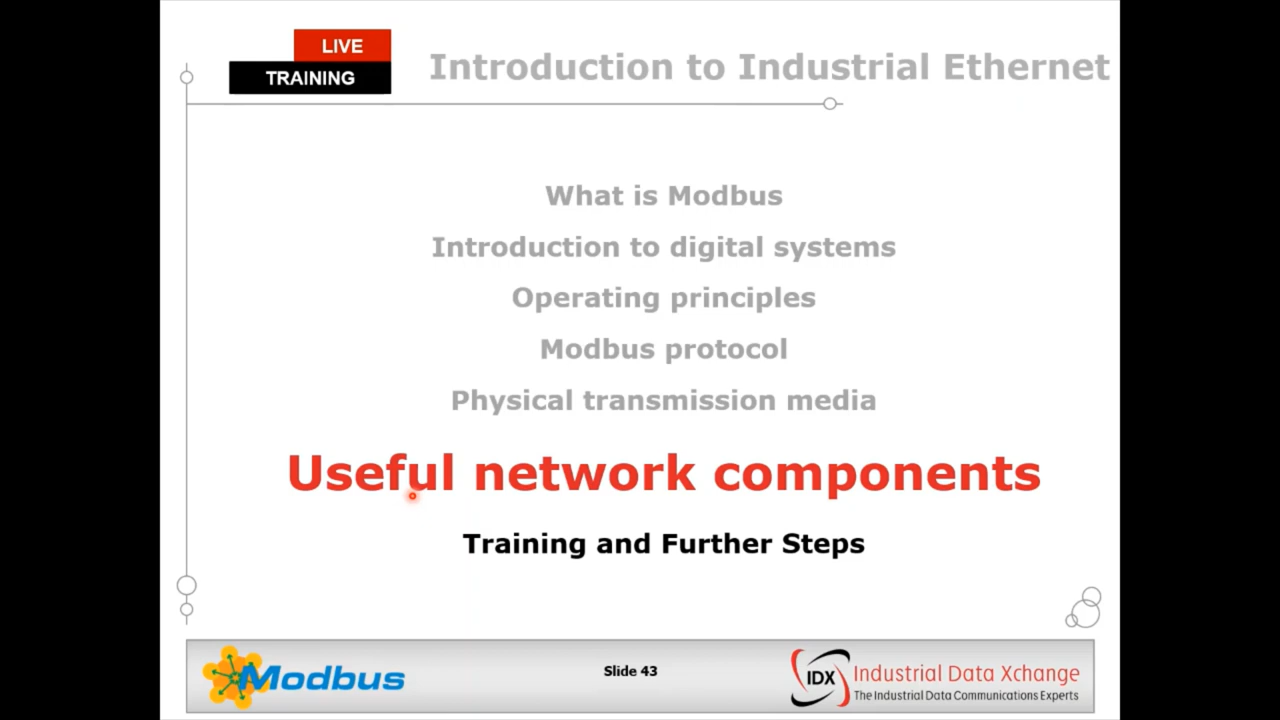 LIVE
TRAINING
Introduction to Industrial Ethernet
What is Modbus
Introduction to digital systems
Operating principles
Modbus protocol
Physical transmission media
Useful network components
Training and Further Steps
Modbus
Slide 43
IDX
Industrial Data Xchange
The Industrial Data Communications Experts